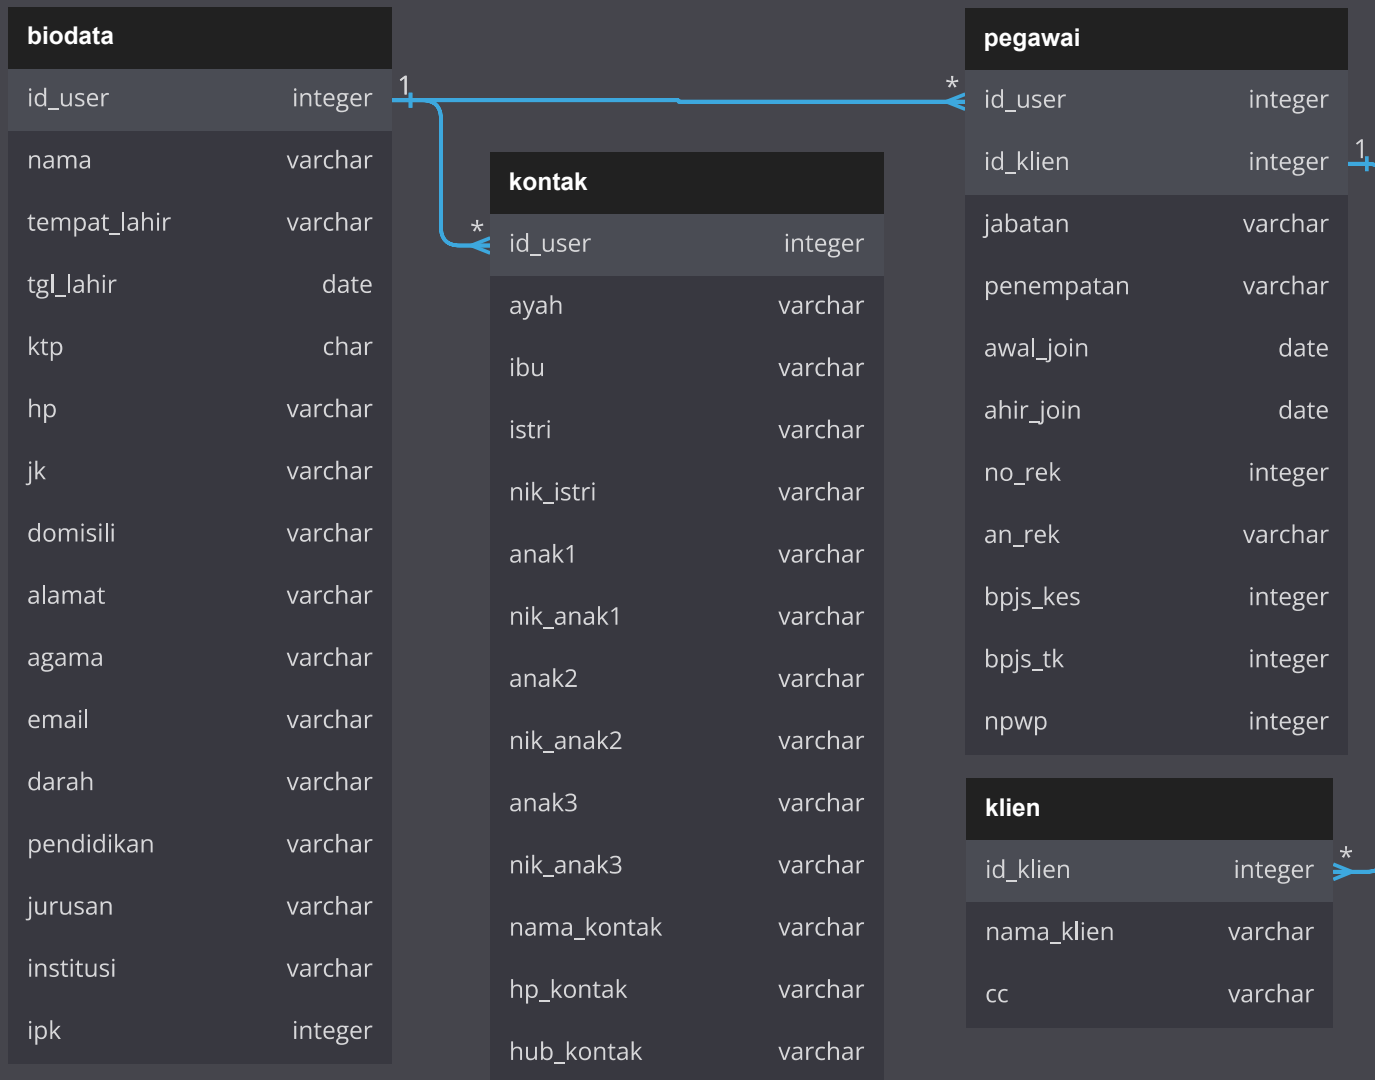 biodata
id_user integer
nama varchar
tempat_lahir varchar
tgl_lahir date
ktp char
hp varchar
jk varchar
domisili varchar
alamat varchar
agama varchar
email varchar
darah varchar
pendidikan varchar
jurusan varchar
institusi varchar
ipk integer
1
*
kontak
id_user integer
ayah varchar
ibu varchar
istri varchar
nik_istri varchar
anak1 varchar
nik_anak1 varchar
anak2 varchar
nik_anak2 varchar
anak3 varchar
nik_anak3 varchar
nama_kontak varchar
hp_kontak varchar
hub_kontak varchar
*
pegawai
id_user integer
id_klien integer
1
jabatan varchar
penempatan varchar
awal_join date
ahir_join date
no_rek integer
an_rek varchar
bpjs_kes integer
bpjs_tk integer
npwp integer
klien
id_klien integer
*
nama_klien varchar
cc varchar